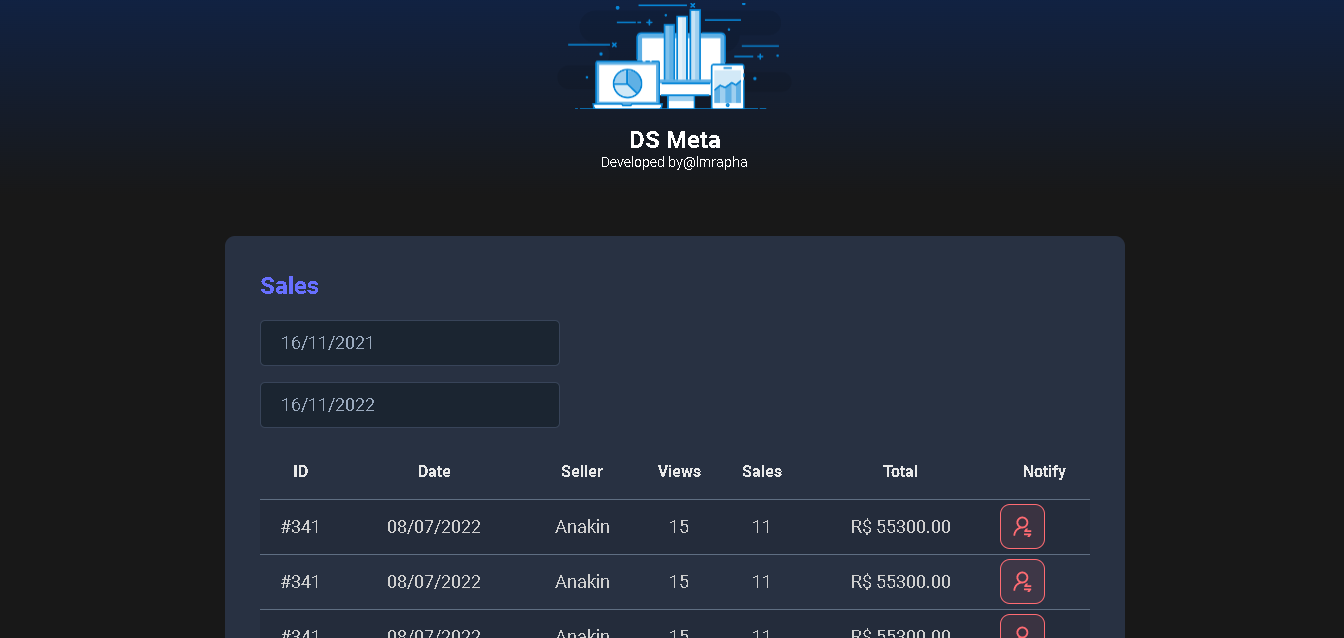 DS Meta
Developed by@lmrapha
Sales
16/11/2021
16/11/2022
ID Date Seller Views Sales Total Notify
#341 08/07/2022 Anakin 15 11 R$ 55300.00
#341 08/07/2022 Anakin 15 11 R$ 55300.00
#341 08/07/2022 Anakin 15 11 R$ 55300.00